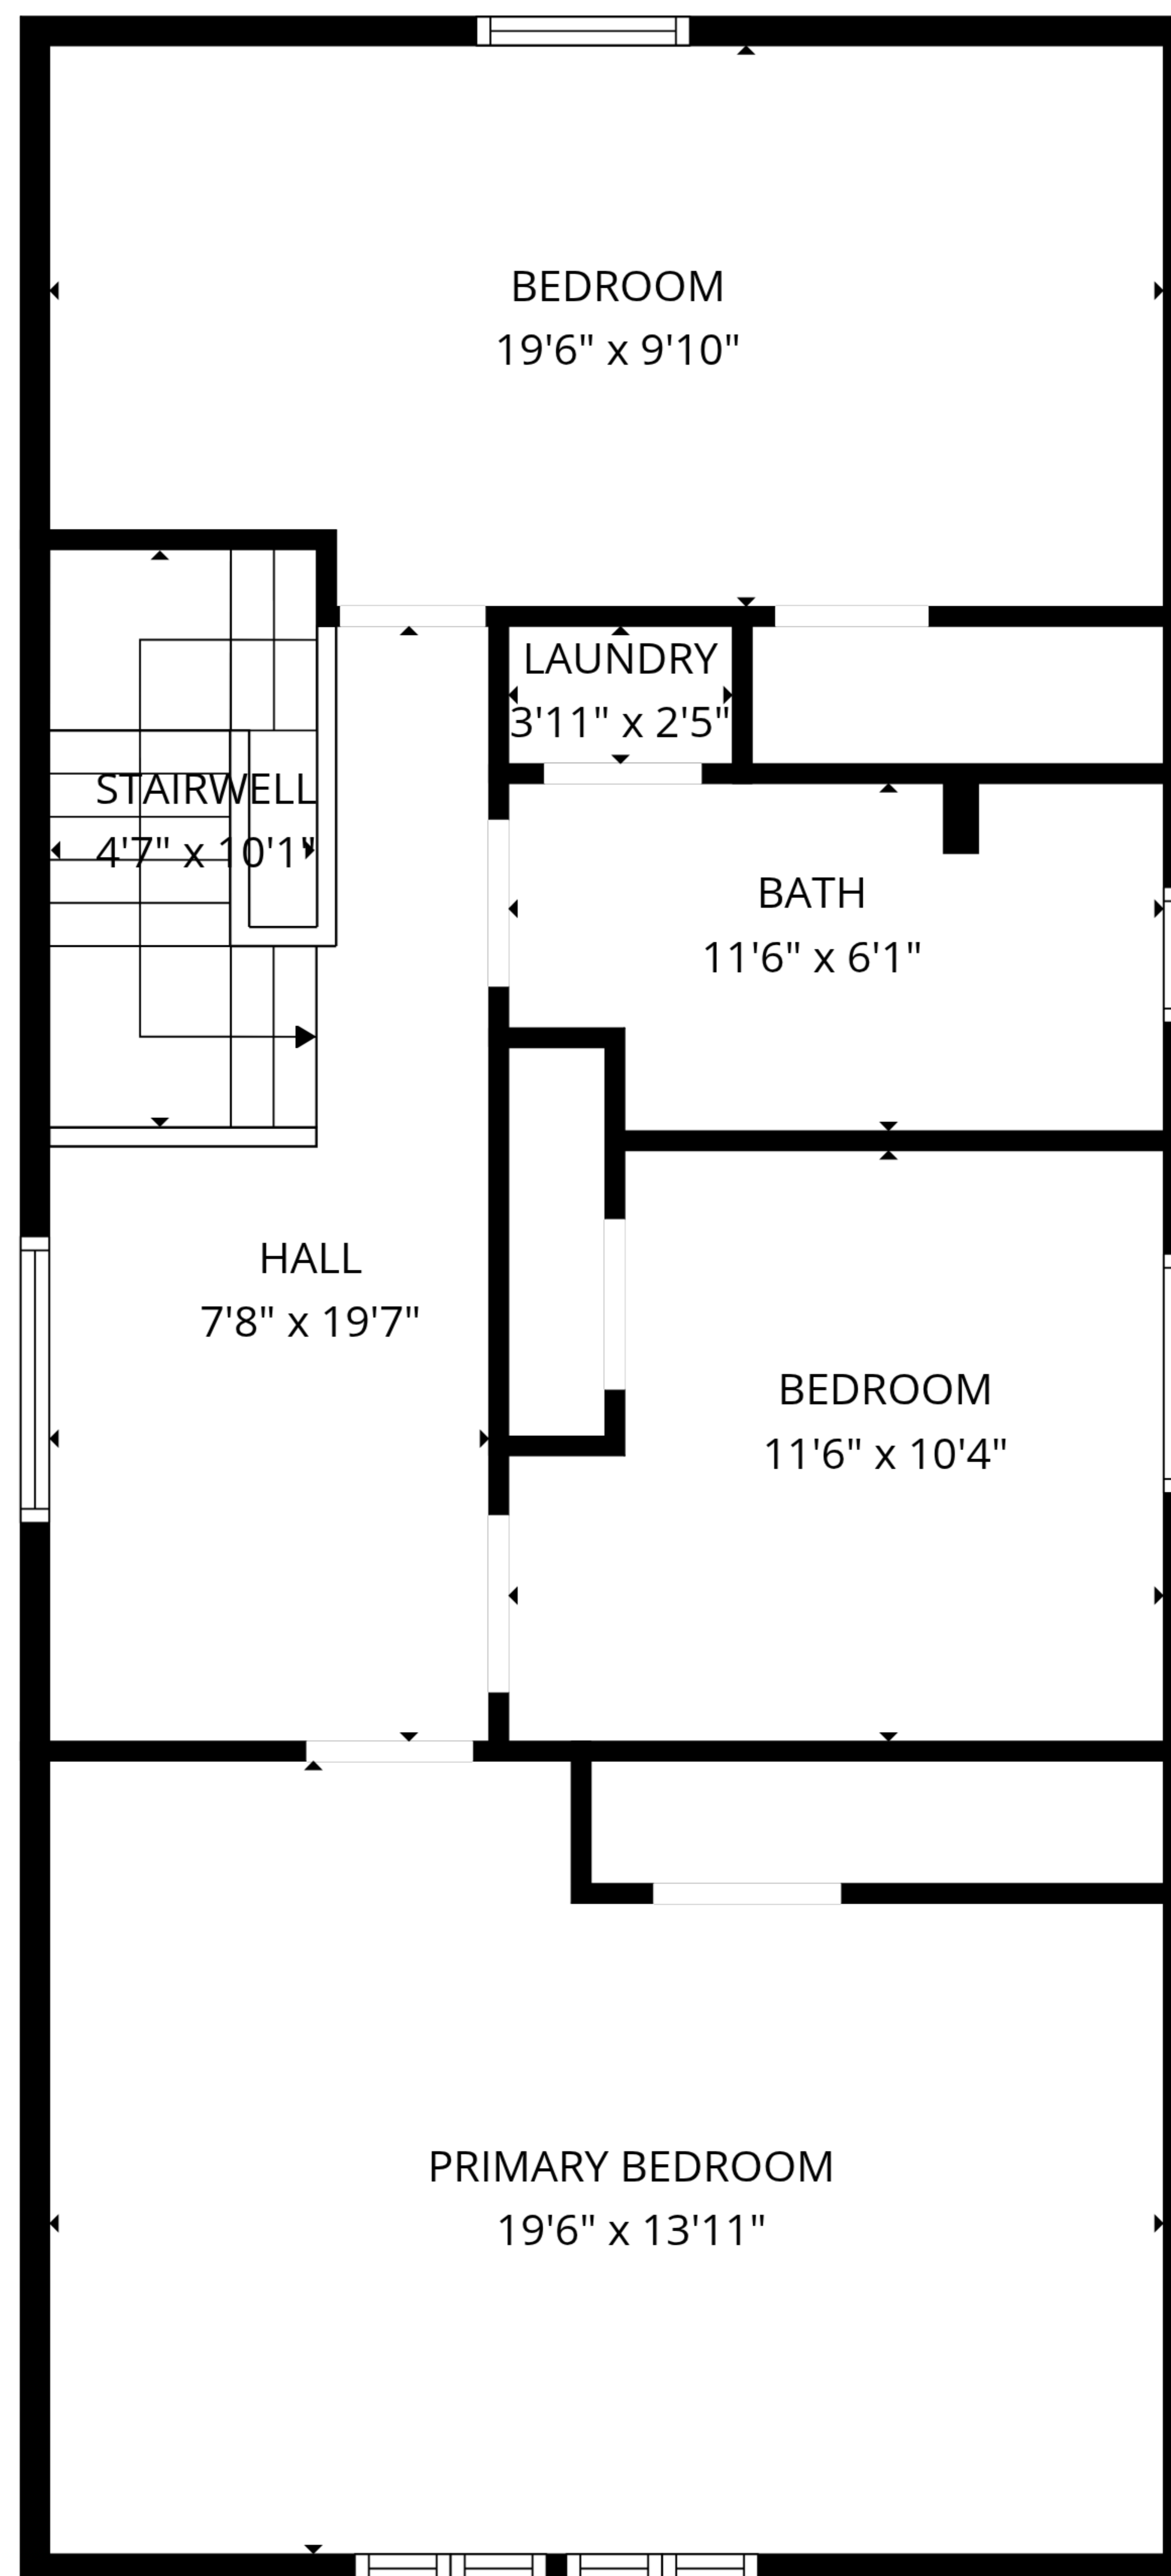 BEDROOM
19'6" x 9'10"
LAUNDRY
3'11" x 2'5"
STAIRWELL
4'7" x 10'1"
BATH
11'6" x 6'1"
HALL
7'8" x 19'7"
BEDROOM
11'6" x 10'4"
PRIMARY BEDROOM
19'6" x 13'11"